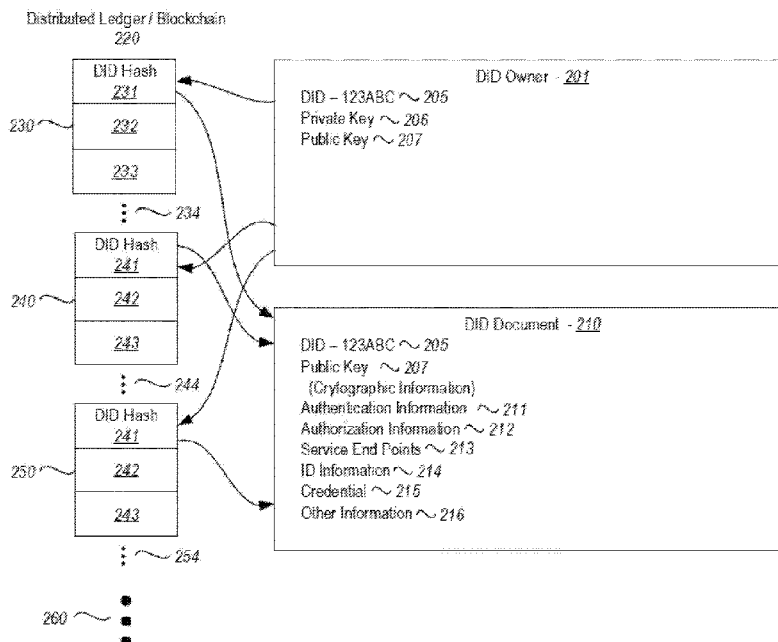 Distributed Ledger / Blockchain
220
DID Hash
231
230
232
233
234
DID Hash
241
240
242
243
244
DID Hash
241
250
242
243
254
260
DID Owner - 201
DID – 123ABC 205
Private Key 206
Public Key 207
DID Document - 210
DID – 123ABC 205
Public Key 207
(Crytographic Information)
Authentication Information 211
Authorization Information 212
Service End Points 213
ID Information 214
Credential 215
Other Information 216